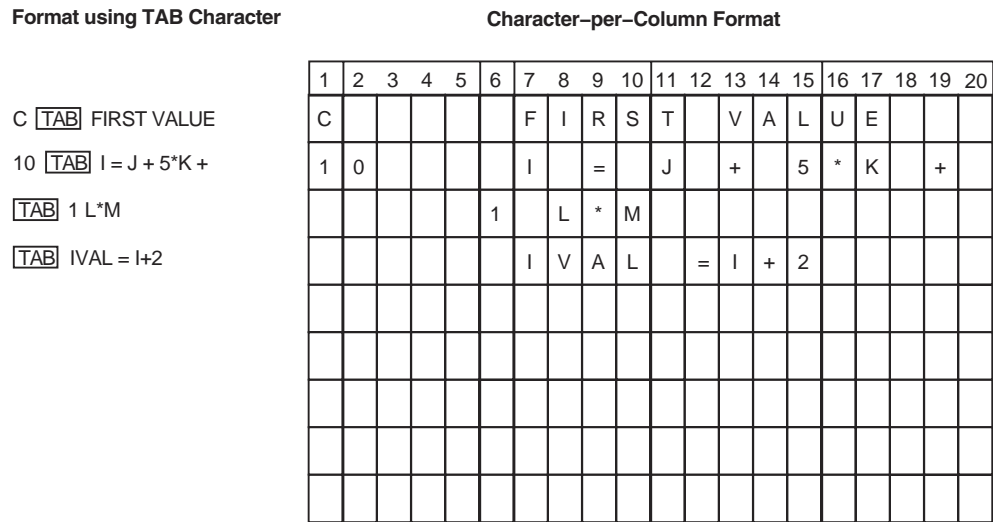 Format using TAB Character Character–per–Column Format
1 2 3 4 5 6 7 8 9 10 11 12 13 14 15 16 17 18 19 20
C TAB FIRST VALUE C F I R S T V A L U E
10 TAB I = J + 5*K + 1 0 I = J + 5 * K +
TAB 1 L*M 1 L * M
TAB IVAL = I+2 I V A L = I + 2